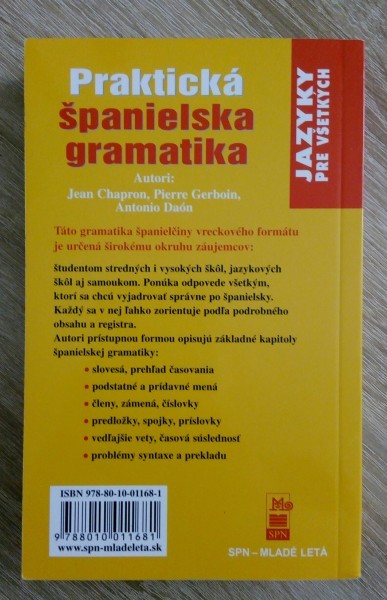 Praktická
španielska
gramatika
JAZYKY
PRE VŠETKÝCH
Autori:
Jean Chapron, Pierre Gerboin,
Antonio Daón
Táto gramatika španielčiny vreckového formátu
je určená širokému okruhu záujemcov:
študentom stredných i vysokých škôl, jazykových
škôl aj samoukom. Ponúka odpovede všetkým,
ktorí sa chcú vyjadrovať správne po španielsky.
Každý sa v nej ľahko zorientuje podľa podrobného
obsahu a registra.
Autori prístupnou formou opisujú základné kapitoly
španielskej gramatiky:
• slovesá, prehľad časovania
• podstatné a prídavné mená
• členy, zámená, číslovky
• predložky, spojky, príslovky
• vedľajšie vety, časová súslednosť
• problémy syntaxe a prekladu
ISBN 978-80-10-01168-1
9 788010 011681
www.spn-mladeleta.sk
SPN
SPN – MLADÉ LETÁ